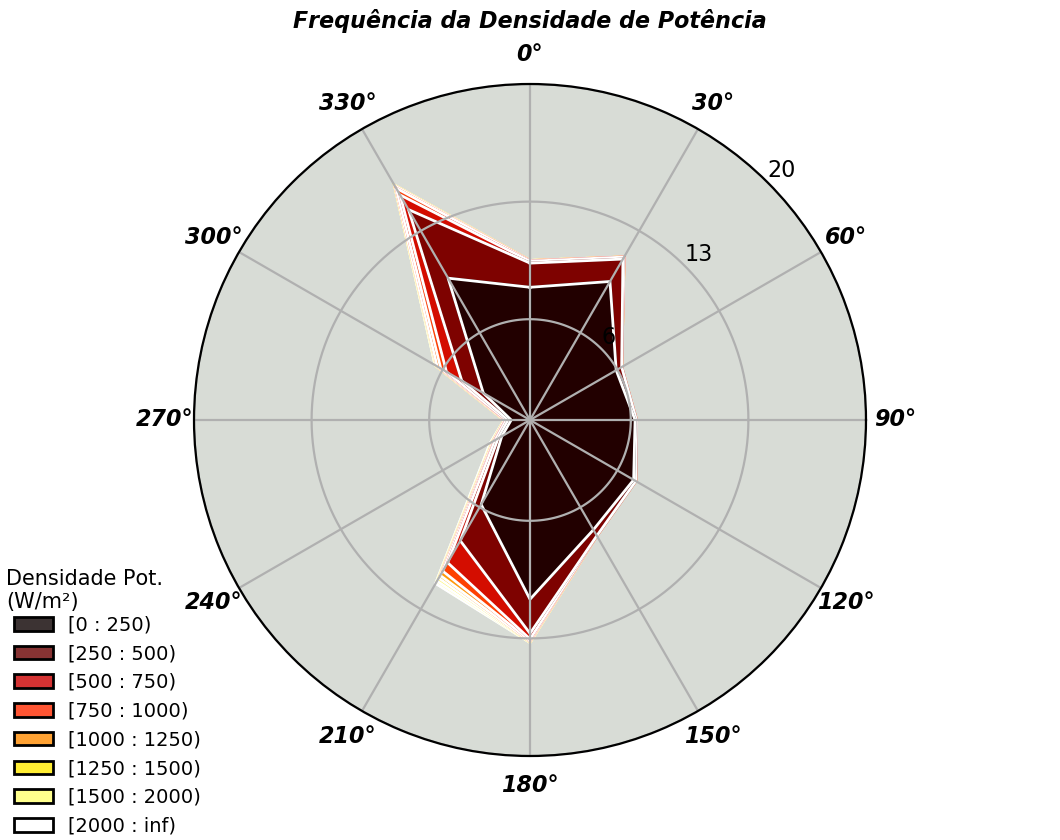 Frequência da Densidade de Potência
0°
330°
30°
20
300°
60°
13
6
270°
90°
Densidade Pot.
(W/m²)
240°
120°
[0 : 250)
[250 : 500)
[500 : 750)
[750 : 1000)
210°
150°
[1000 : 1250)
[1250 : 1500)
180°
[1500 : 2000)
[2000 : inf)